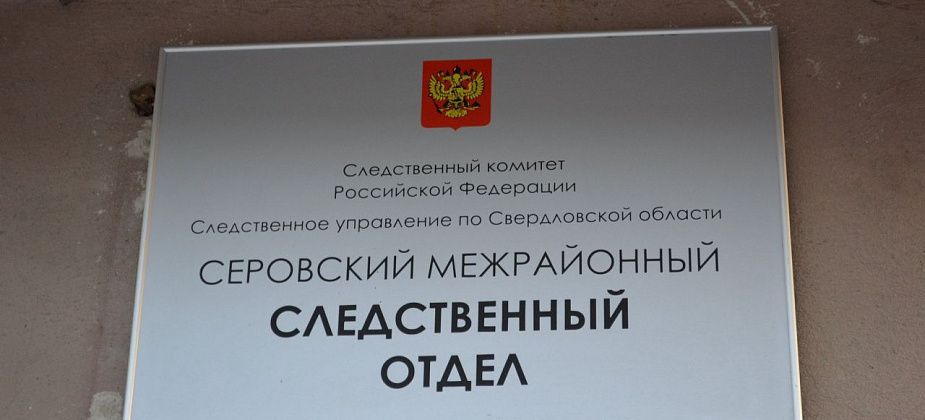 Следственный комитет
Российской Федерации
Следственное управление по Свердловской области
СЕРОВСКИЙ МЕЖРАЙОННЫЙ
СЛЕДСТВЕННЫЙ
ОТДЕЛ